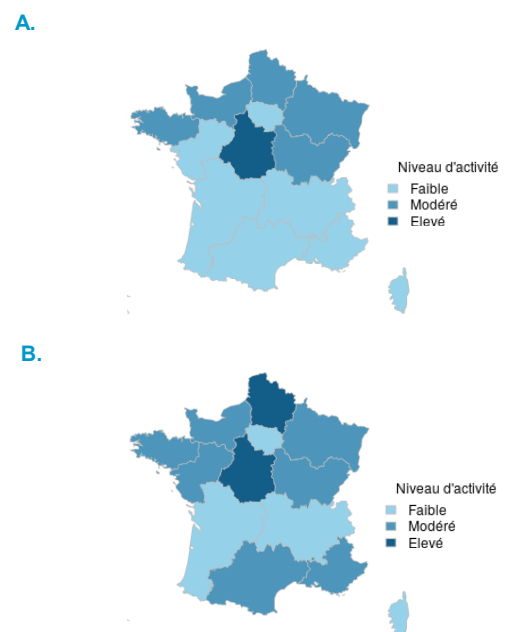 A.
Niveau d'activité
Faible
Modéré
Elevé
B.
Niveau d'activité
Faible
Modéré
Elevé